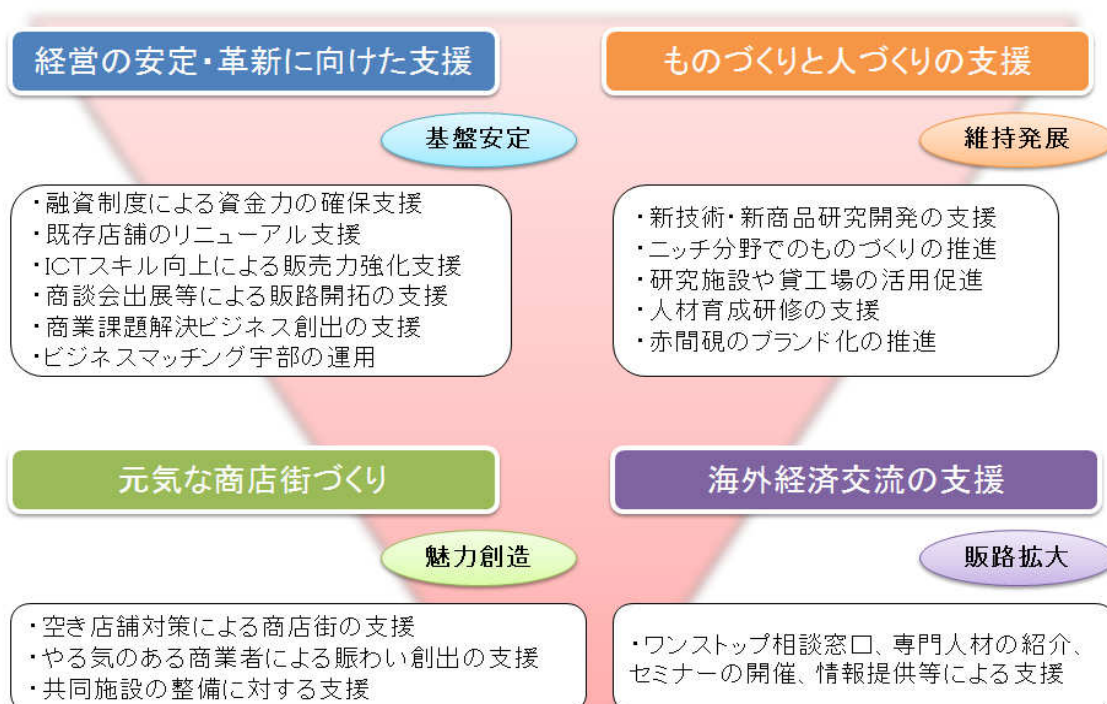 経営の安定・革新に向けた支援
基盤安定
・融資制度による資金力の確保支援
・既存店舗のリニューアル支援
・ICTスキル向上による販売力強化支援
・商談会出展等による販路開拓の支援
・商業課題解決ビジネス創出の支援
・ビジネスマッチング宇部の運用
ものづくりと人づくりの支援
維持発展
・新技術・新商品研究開発の支援
・ニッチ分野でのものづくりの推進
・研究施設や貸工場の活用促進
・人材育成研修の支援
・赤間硯のブランド化の推進
元気な商店街づくり
魅力創造
・空き店舗対策による商店街の支援
・やる気のある商業者による賑わい創出の支援
・共同施設の整備に対する支援
海外経済交流の支援
販路拡大
・ワンストップ相談窓口、専門人材の紹介、
セミナーの開催、情報提供等による支援